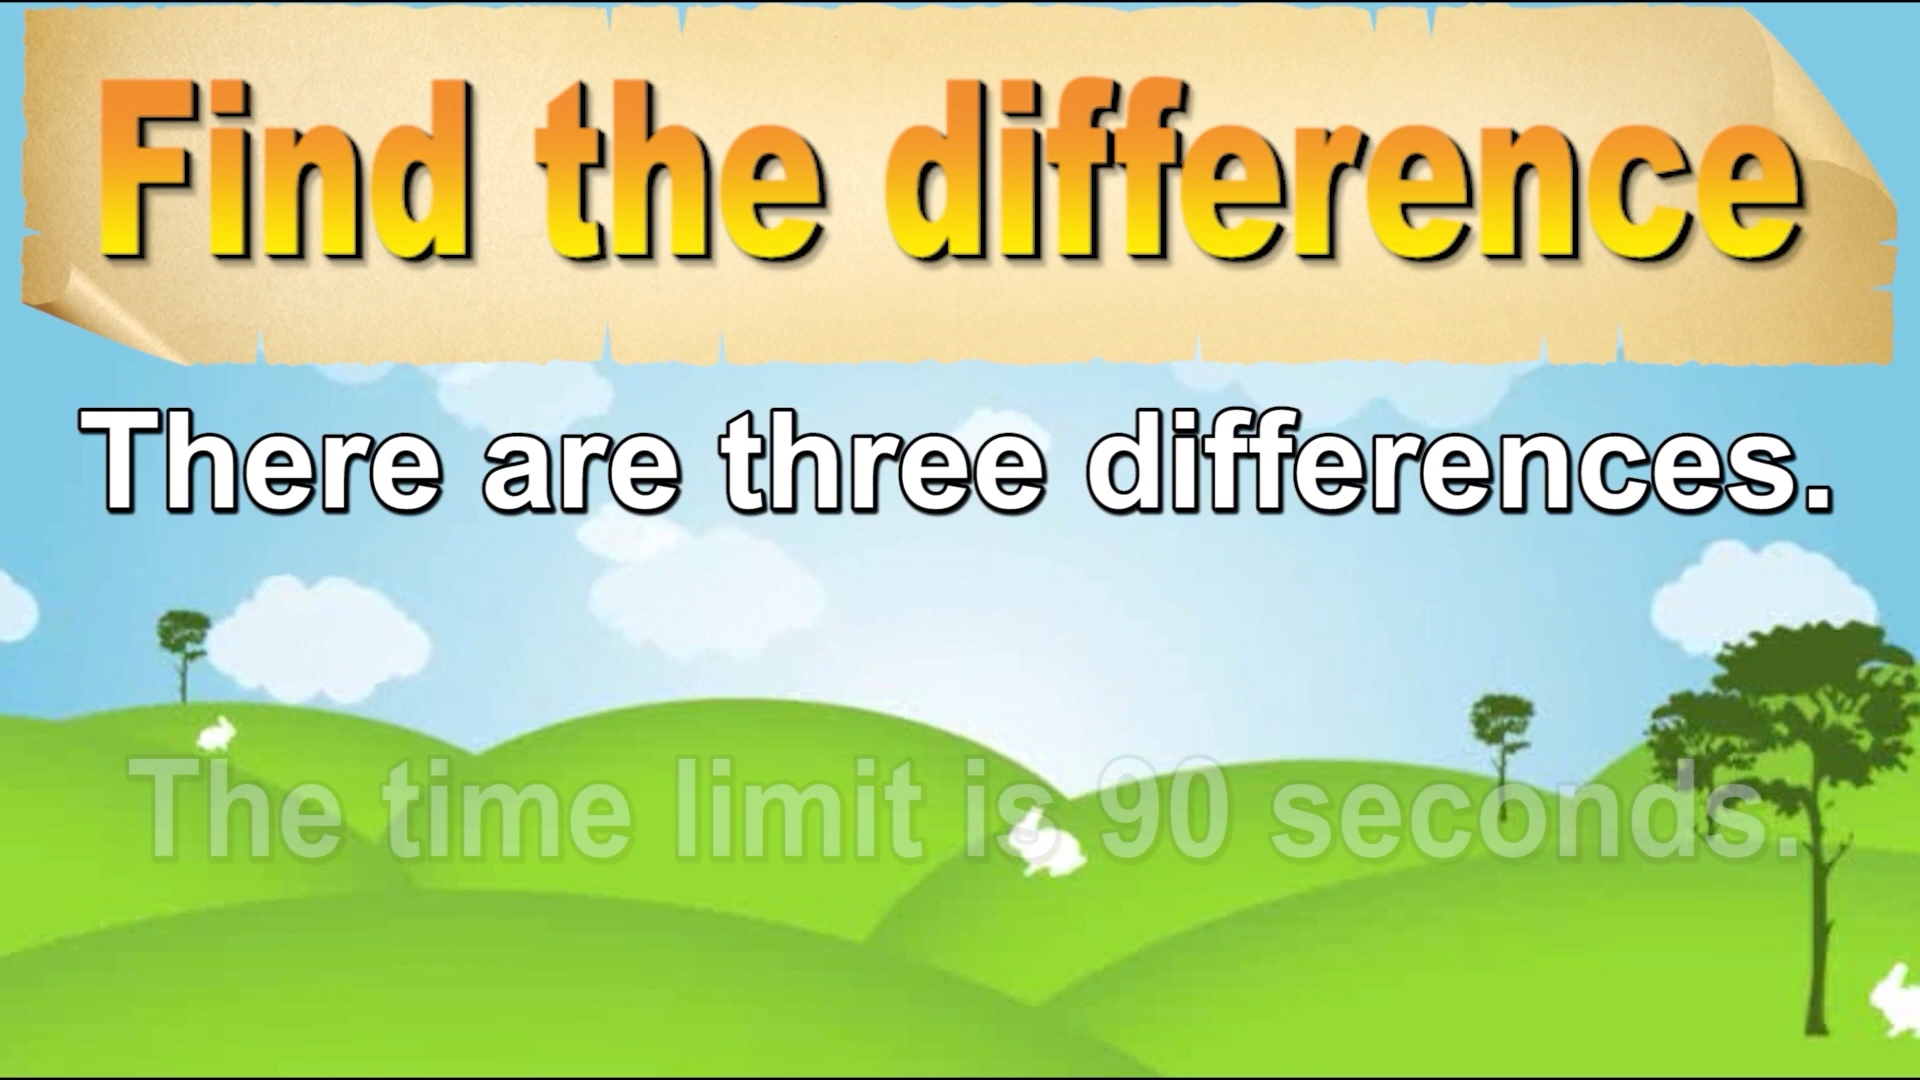 Find the difference
There are three differences.
The time limit is 90 seconds.